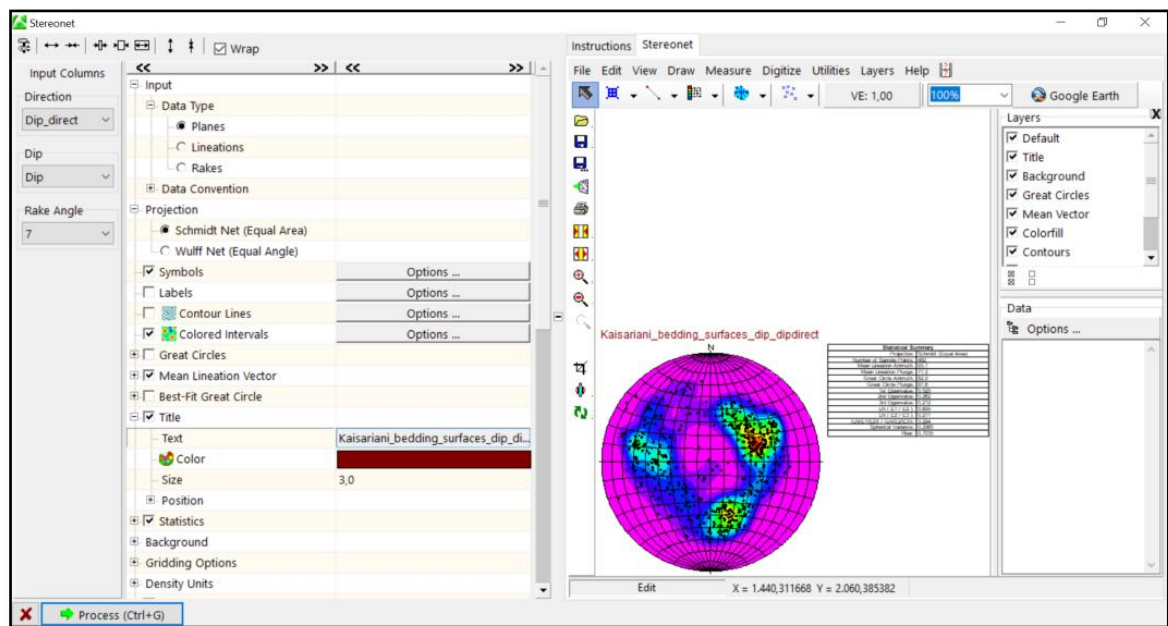 Stereonet
Wrap
Input Columns
Direction
Dip_direct
Dip
Dip
Rake Angle
7
<< >> << >>
Input
Data Type
Planes
Lineations
Rakes
Data Convention
Projection
Schmidt Net (Equal Area)
Wulff Net (Equal Angle)
Symbols Options ...
Labels Options ...
Contour Lines Options ...
Colored Intervals Options ...
Great Circles
Mean Lineation Vector
Best-Fit Great Circle
Title
Text Kaisariani_bedding_surfaces_dip_di...
Color
Size 3,0
Position
Statistics
Background
Gridding Options
Density Units
Process (Ctrl+G)
Instructions Stereonet
File Edit View Draw Measure Digitize Utilities Layers Help
VE: 1,00 100% Google Earth
Layers X
Default
Title
Background
Great Circles
Mean Vector
Colorfill
Contours
Data
Options ...
Kaisariani_bedding_surfaces_dip_dipdirect
N
Statistical Summary
Edit X = 1.440,311668 Y = 2.060,385382